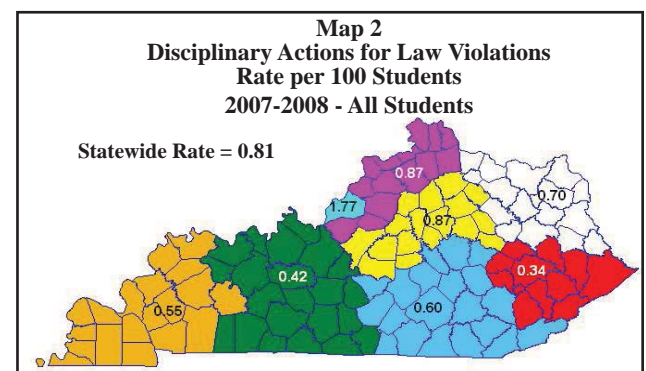 Map 2
Disciplinary Actions for Law Violations
Rate per 100 Students
2007-2008 - All Students
Statewide Rate = 0.81
0.87
1.77
0.87
0.70
0.34
0.42
0.55
0.60